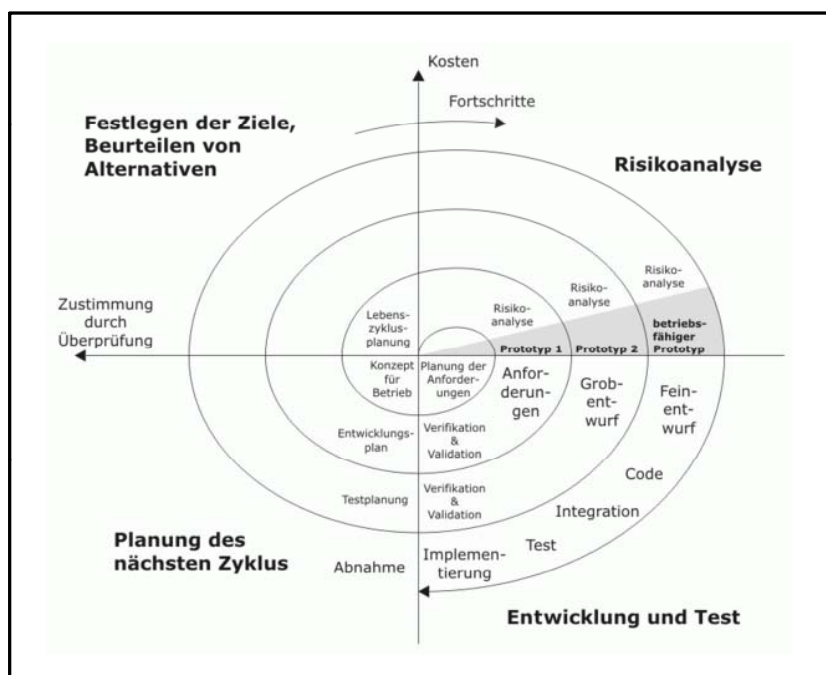 Kosten
Fortschritte
Festlegen der Ziele,
Beurteilen von
Alternativen
Risikoanalyse
Zustimmung
durch
Überprüfung
Lebens-
zyklus-
planung
Risiko-
analyse
Risiko-
analyse
Risiko-
analyse
Prototyp 1
Prototyp 2
betriebs-
fähiger
Prototyp
Konzept
für
Betrieb
Planung der
Anforder-
ungen
Anfor-
derun-
gen
Grob-
ent-
wurf
Fein-
ent-
wurf
Entwicklungs-
plan
Verifikation
&
Validation
Code
Testplanung
Verifikation
&
Validation
Integration
Test
Planung des
nächsten Zyklus
Abnahme
Implemen-
tierung
Entwicklung und Test